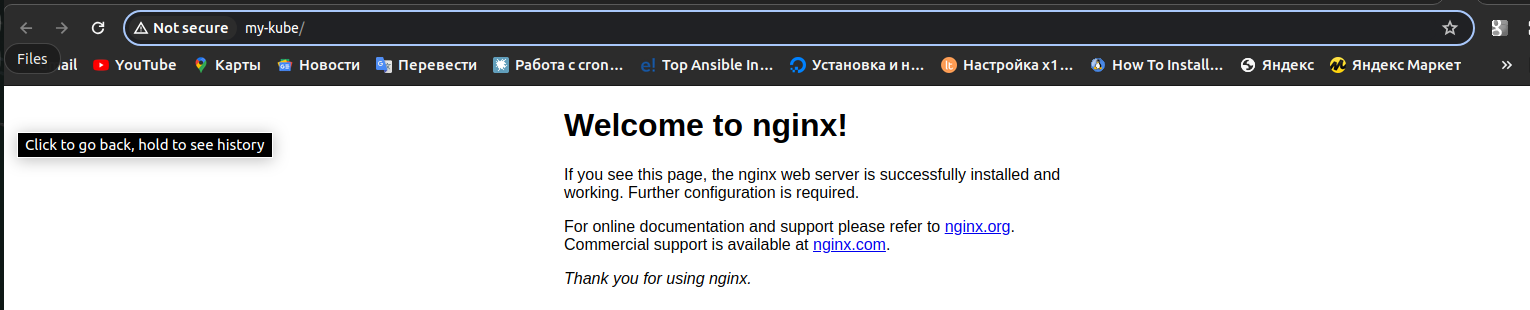 Not secure my-kube/
Files
ail YouTube Карты Новости Перевести Работа с cron... Top Ansible In... Установка и н... Настройка x1... How To Install... Яндекс Яндекс Маркет »
Welcome to nginx!
Click to go back, hold to see history
If you see this page, the nginx web server is successfully installed and
working. Further configuration is required.
For online documentation and support please refer to nginx.org.
Commercial support is available at nginx.com.
Thank you for using nginx.